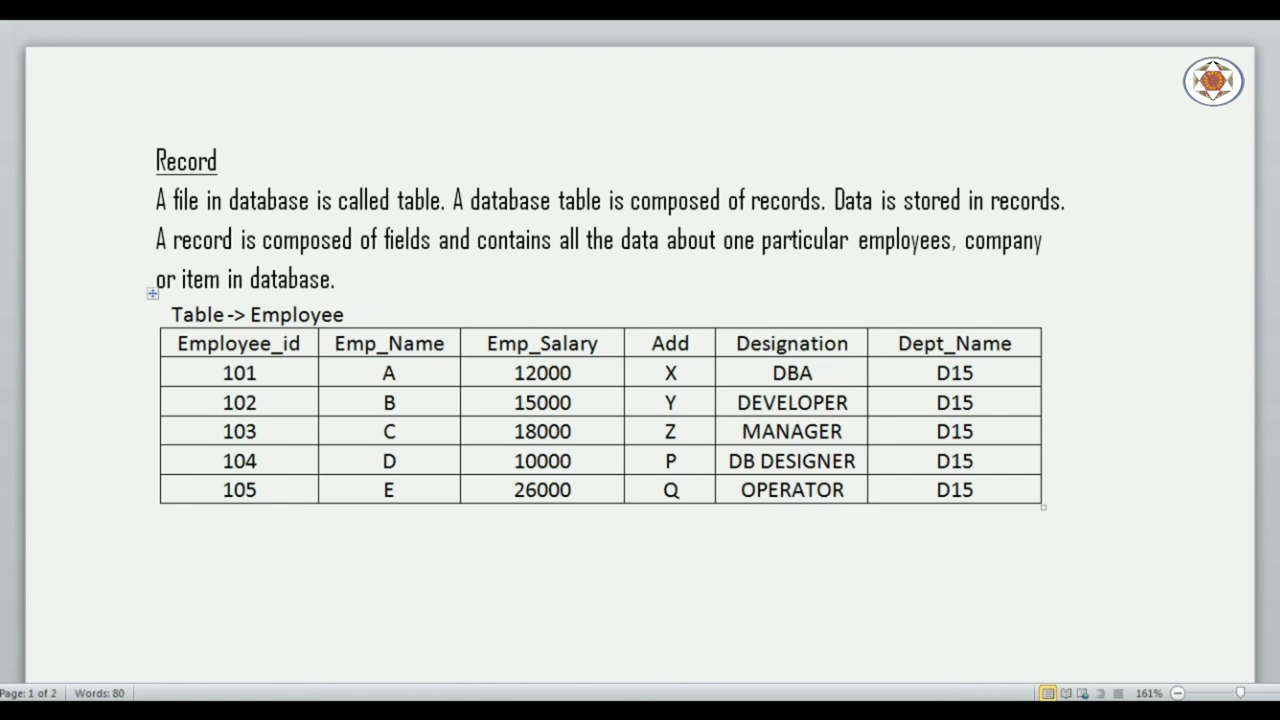 Record
A file in database is called table. A database table is composed of records. Data is stored in records.
A record is composed of fields and contains all the data about one particular employees, company
or item in database.
Table -> Employee
Employee_id Emp_Name Emp_Salary Add Designation Dept_Name
101 A 12000 X DBA D15
102 B 15000 Y DEVELOPER D15
103 C 18000 Z MANAGER D15
104 D 10000 P DB DESIGNER D15
105 E 26000 Q OPERATOR D15
Page: 1 of 2 Words: 80 161%